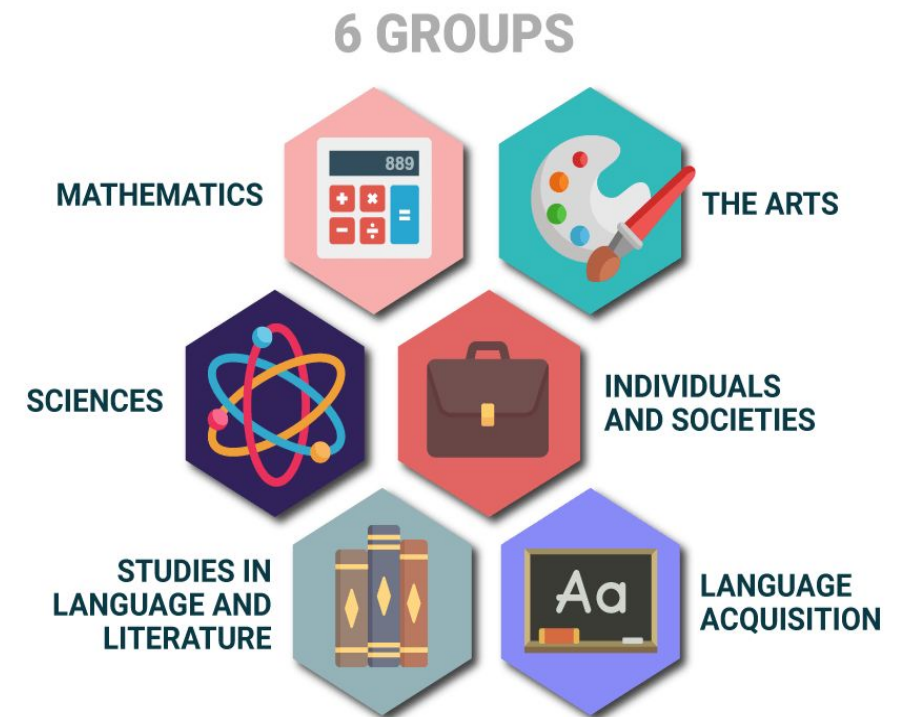 6 GROUPS
889
MATHEMATICS
THE ARTS
SCIENCES
INDIVIDUALS
AND SOCIETIES
STUDIES IN
LANGUAGE AND
LITERATURE
Aa
LANGUAGE
ACQUISITION